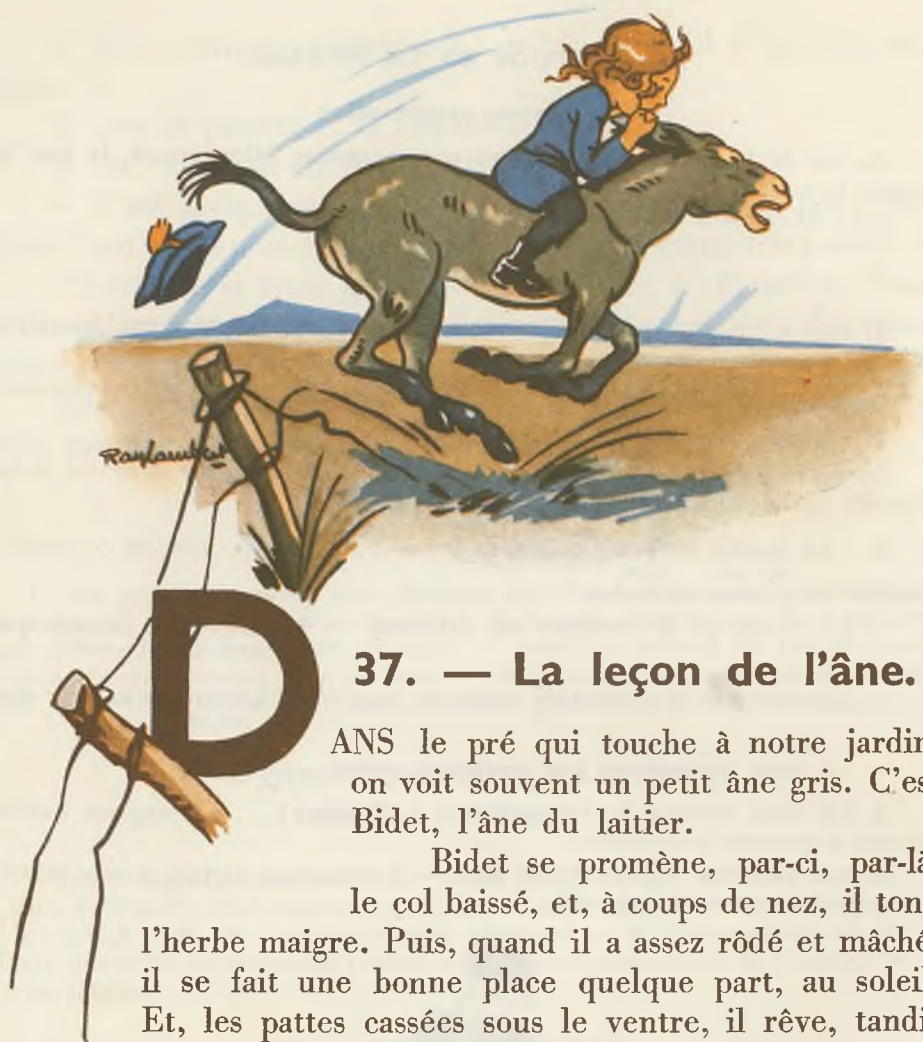 Raylambert
37. — La leçon de l'âne.
DANS le pré qui touche à notre jardin
on voit souvent un petit âne gris. C'es
Bidet, l'âne du laitier.
Bidet se promène, par-ci, par-là
le col baissé, et, à coups de nez, il ton
l'herbe maigre. Puis, quand il a assez rôdé et mâché
il se fait une bonne place quelque part, au soleil
Et, les pattes cassées sous le ventre, il rêve, tandi